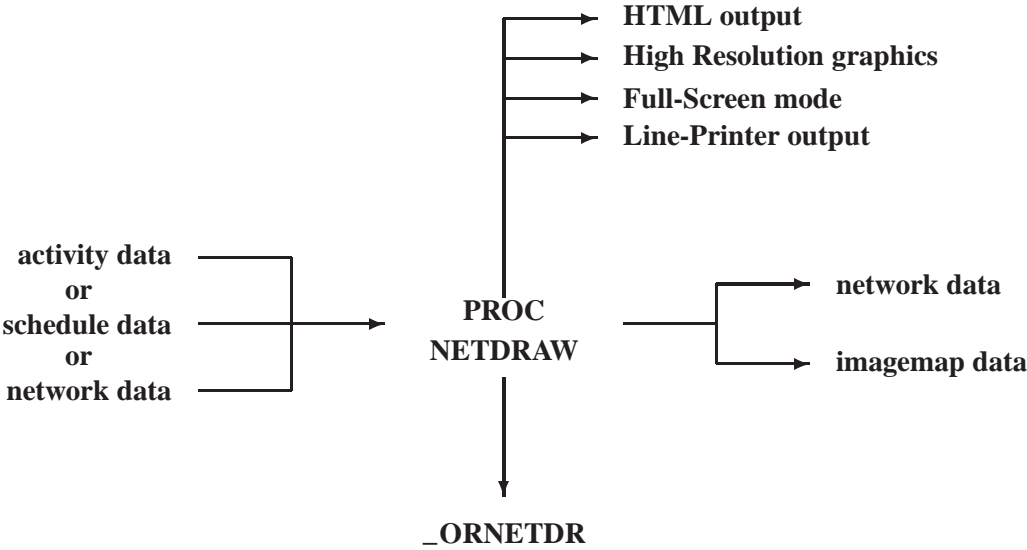 HTML output
High Resolution graphics
Full-Screen mode
Line-Printer output
activity data
or
schedule data
or
network data
PROC
NETDRAW
network data
imagemap data
_ORNETDR